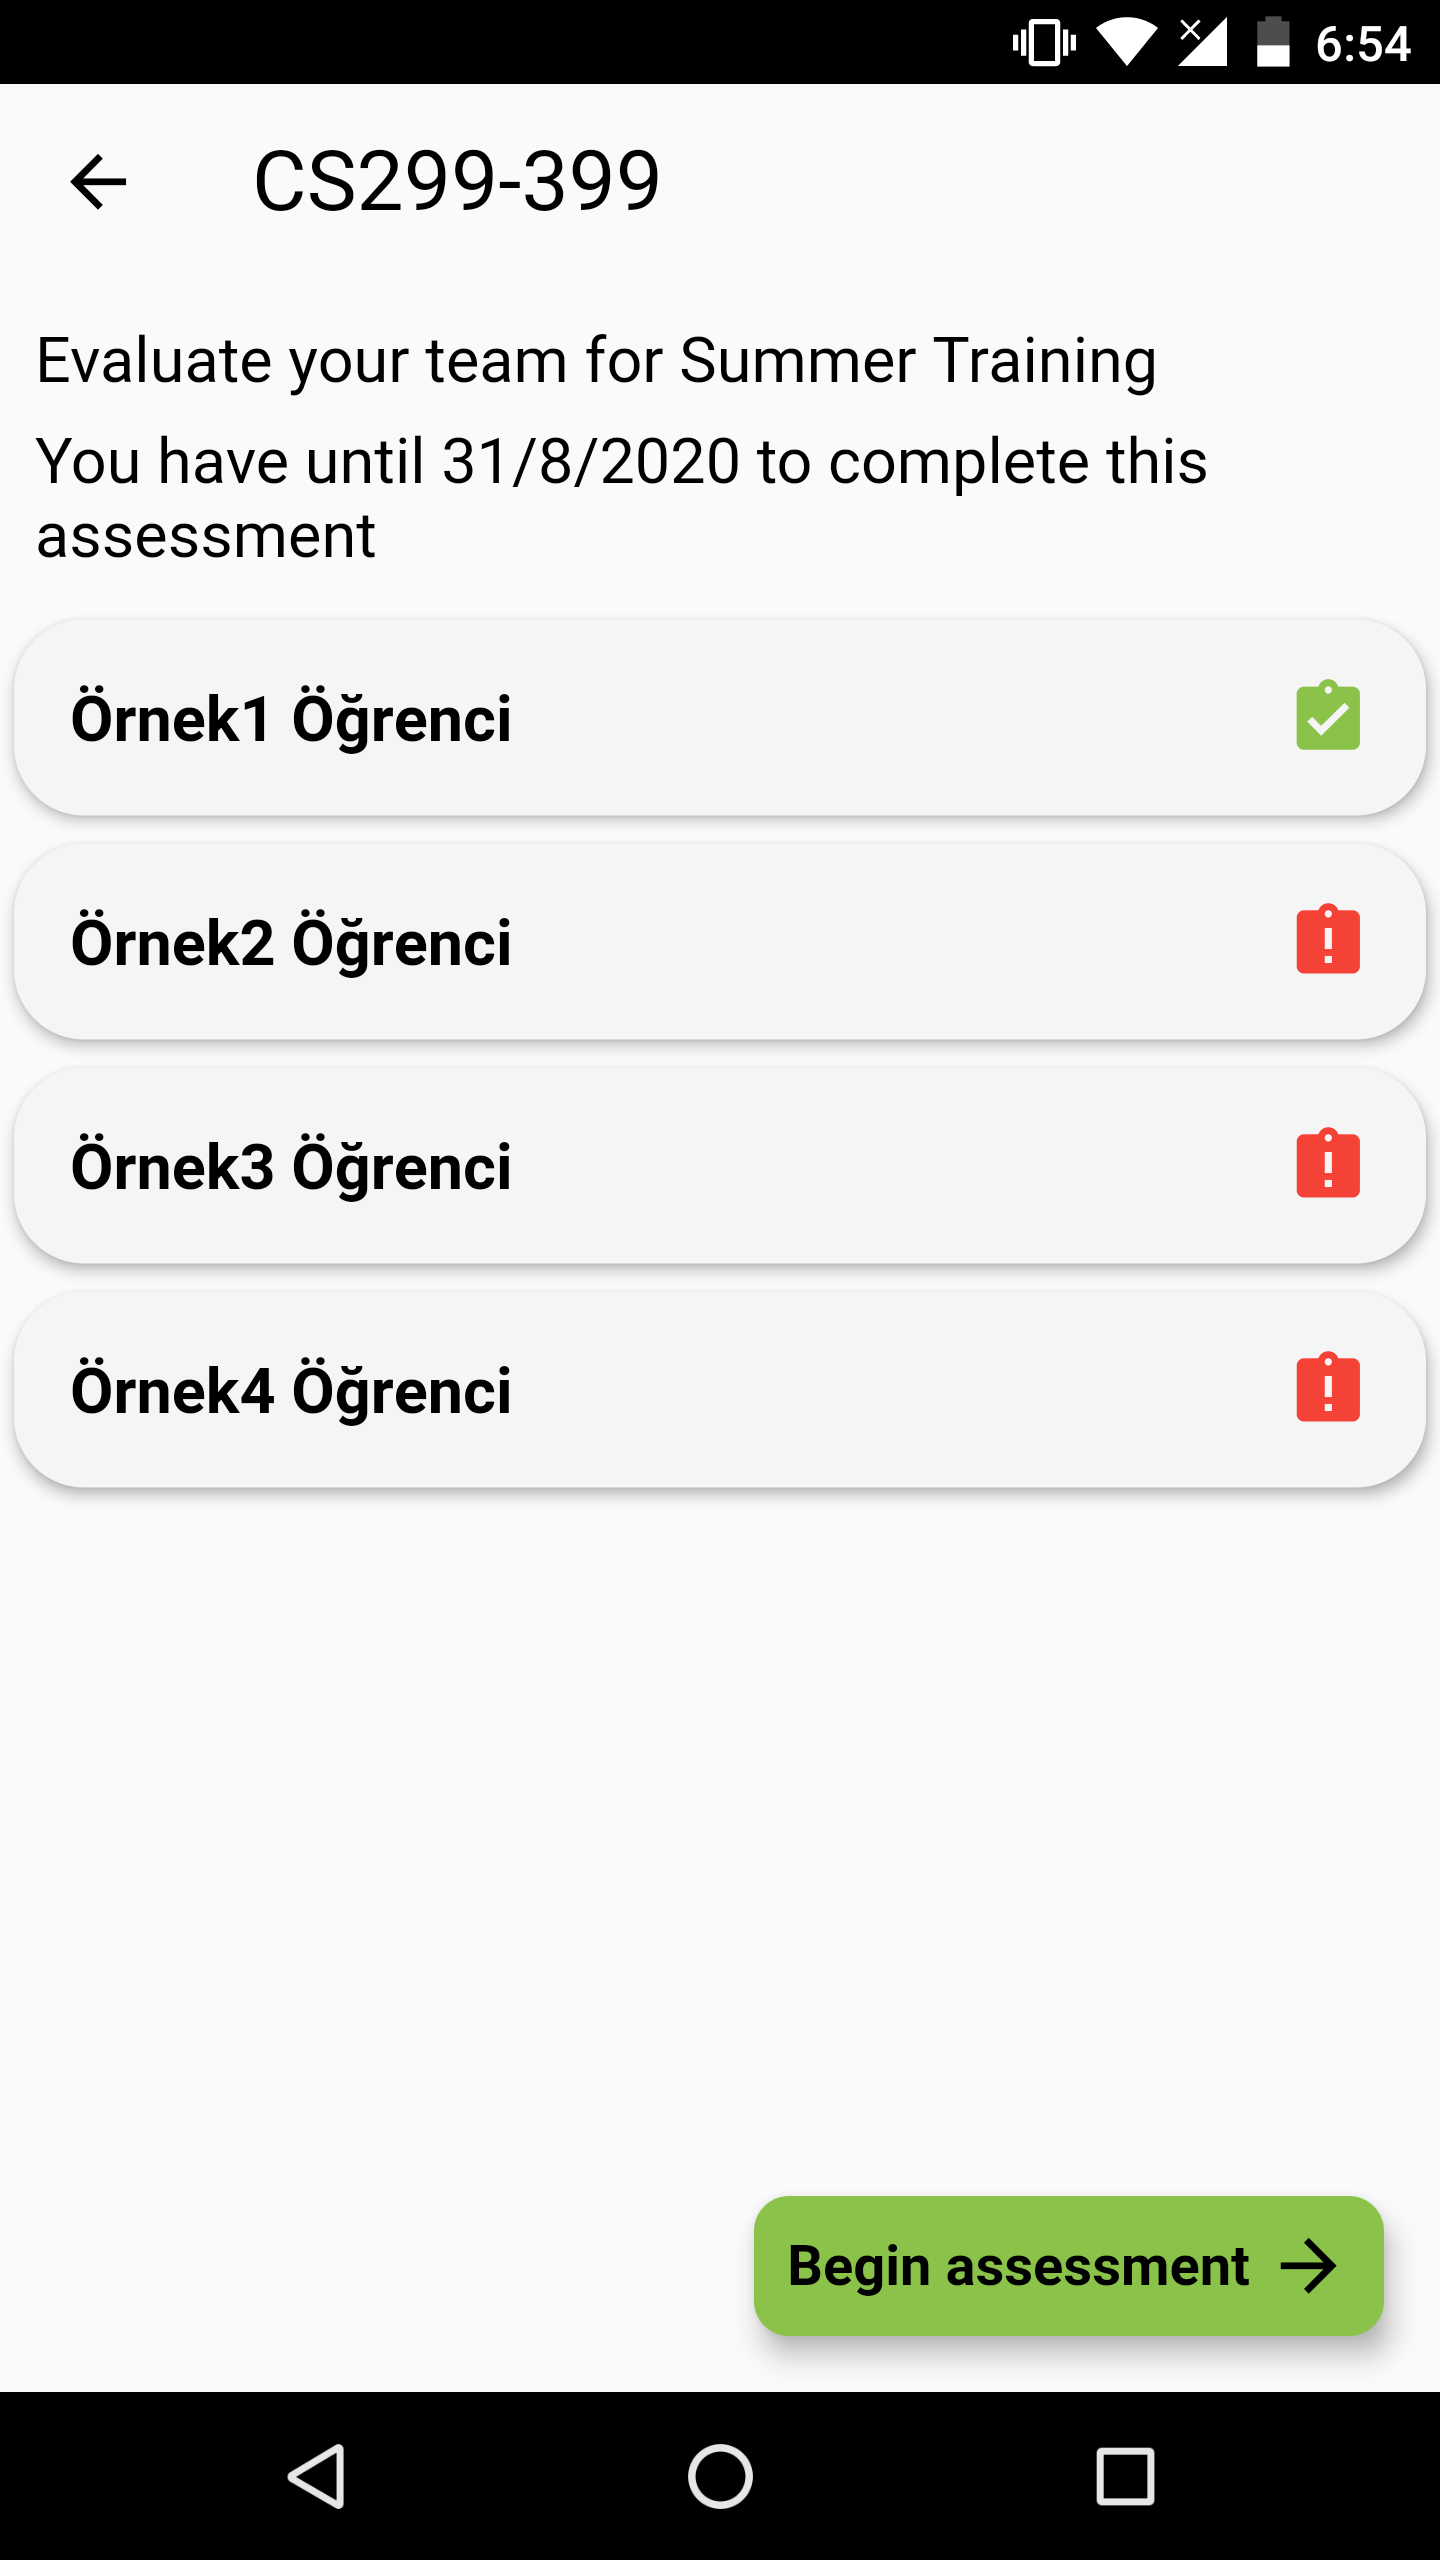 6:54
CS299-399
Evaluate your team for Summer Training
You have until 31/8/2020 to complete this
assessment
Örnek1 Öğrenci
Örnek2 Öğrenci
Örnek3 Öğrenci
Örnek4 Öğrenci
Begin assessment